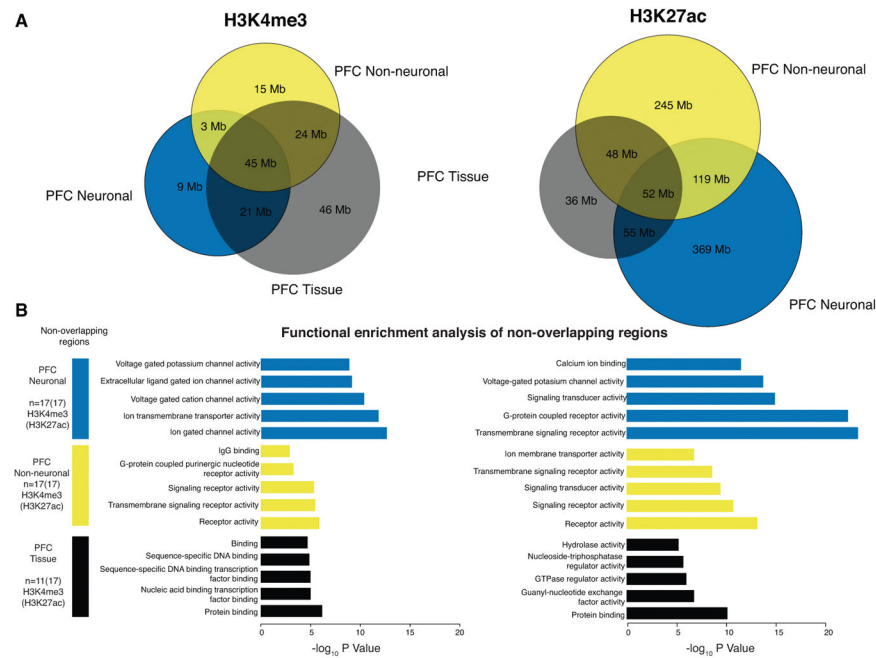 A
H3K4me3
H3K27ac
PFC Non-neuronal
PFC Non-neuronal
15 Mb
245 Mb
3 Mb
24 Mb
48 Mb
45 Mb
119 Mb
PFC Tissue
52 Mb
9 Mb
PFC Neuronal
36 Mb
21 Mb
46 Mb
55 Mb
369 Mb
PFC Tissue
PFC Neuronal
B
Non-overlapping
regions
Functional enrichment analysis of non-overlapping regions
PFC
Neuronal
n=17(17)
H3K4me3
(H3K27ac)
Voltage gated potassium channel activity
Extracellular ligand gated ion channel activity
Voltage gated cation channel activity
Ion transmembrane transporter activity
Ion gated channel activity
Calcium ion binding
Voltage-gated potasium channel activity
Signaling transducer activity
G-protein coupled receptor activity
Transmembrane signaling receptor activity
PFC
Non-neuronal
n=17(17)
H3K4me3
(H3K27ac)
IgG binding
G-protein coupled purinergic nucleotide
receptor activity
Signaling receptor activity
Transmembrane signaling receptor activity
Receptor activity
Ion membrane transporter activity
Transmembrane signaling receptor activity
Signaling transducer activity
Signaling receptor activity
Receptor activity
PFC
Tissue
n=11(17)
H3K4me3
(H3K27ac)
Binding
Sequence-specific DNA binding
Sequence-specific DNA binding transcription
factor binding
Nucleic acid binding transcription
factor binding
Protein binding
Hydrolase activity
Nucleoside-triphosphatase
regulator activity
GTPase regulator activity
Guanyl-nucleotide exchange
factor activity
Protein binding
0 5 10 15 20
0 5 10 15 20
-log10 P Value
-log10 P Value